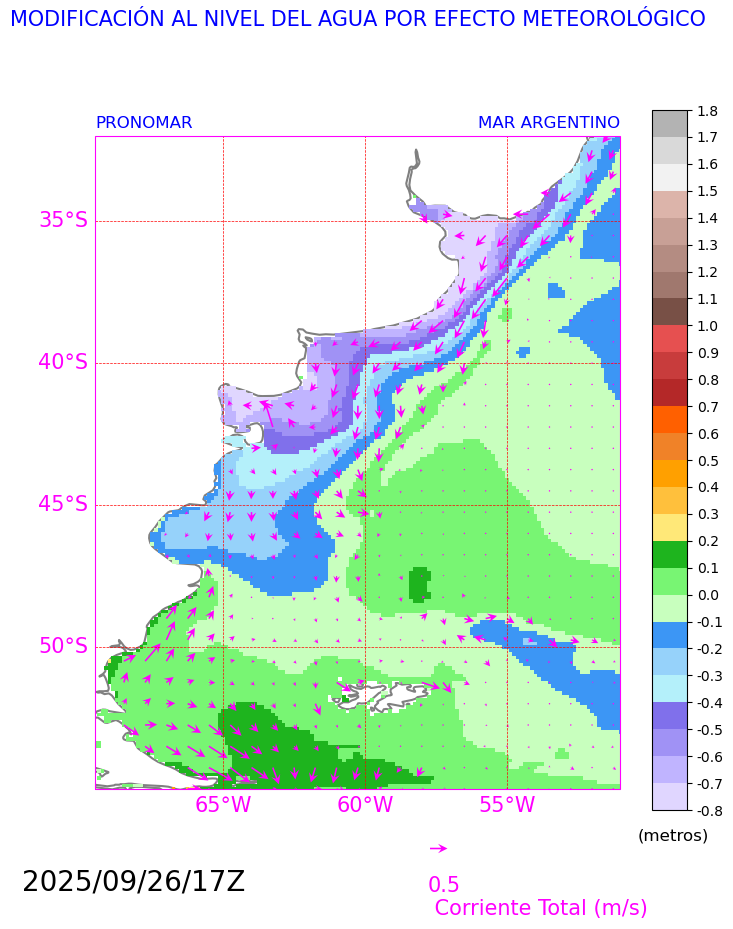 MODIFICACIÓN AL NIVEL DEL AGUA POR EFECTO METEOROLÓGICO
PRONOMAR
MAR ARGENTINO
35°S
40°S
45°S
50°S
65°W
60°W
55°W
1.8
1.7
1.6
1.5
1.4
1.3
1.2
1.1
1.0
0.9
0.8
0.7
0.6
0.5
0.4
0.3
0.2
0.1
0.0
-0.1
-0.2
-0.3
-0.4
-0.5
-0.6
-0.7
-0.8
(metros)
2025/09/26/17Z
0.5
Corriente Total (m/s)